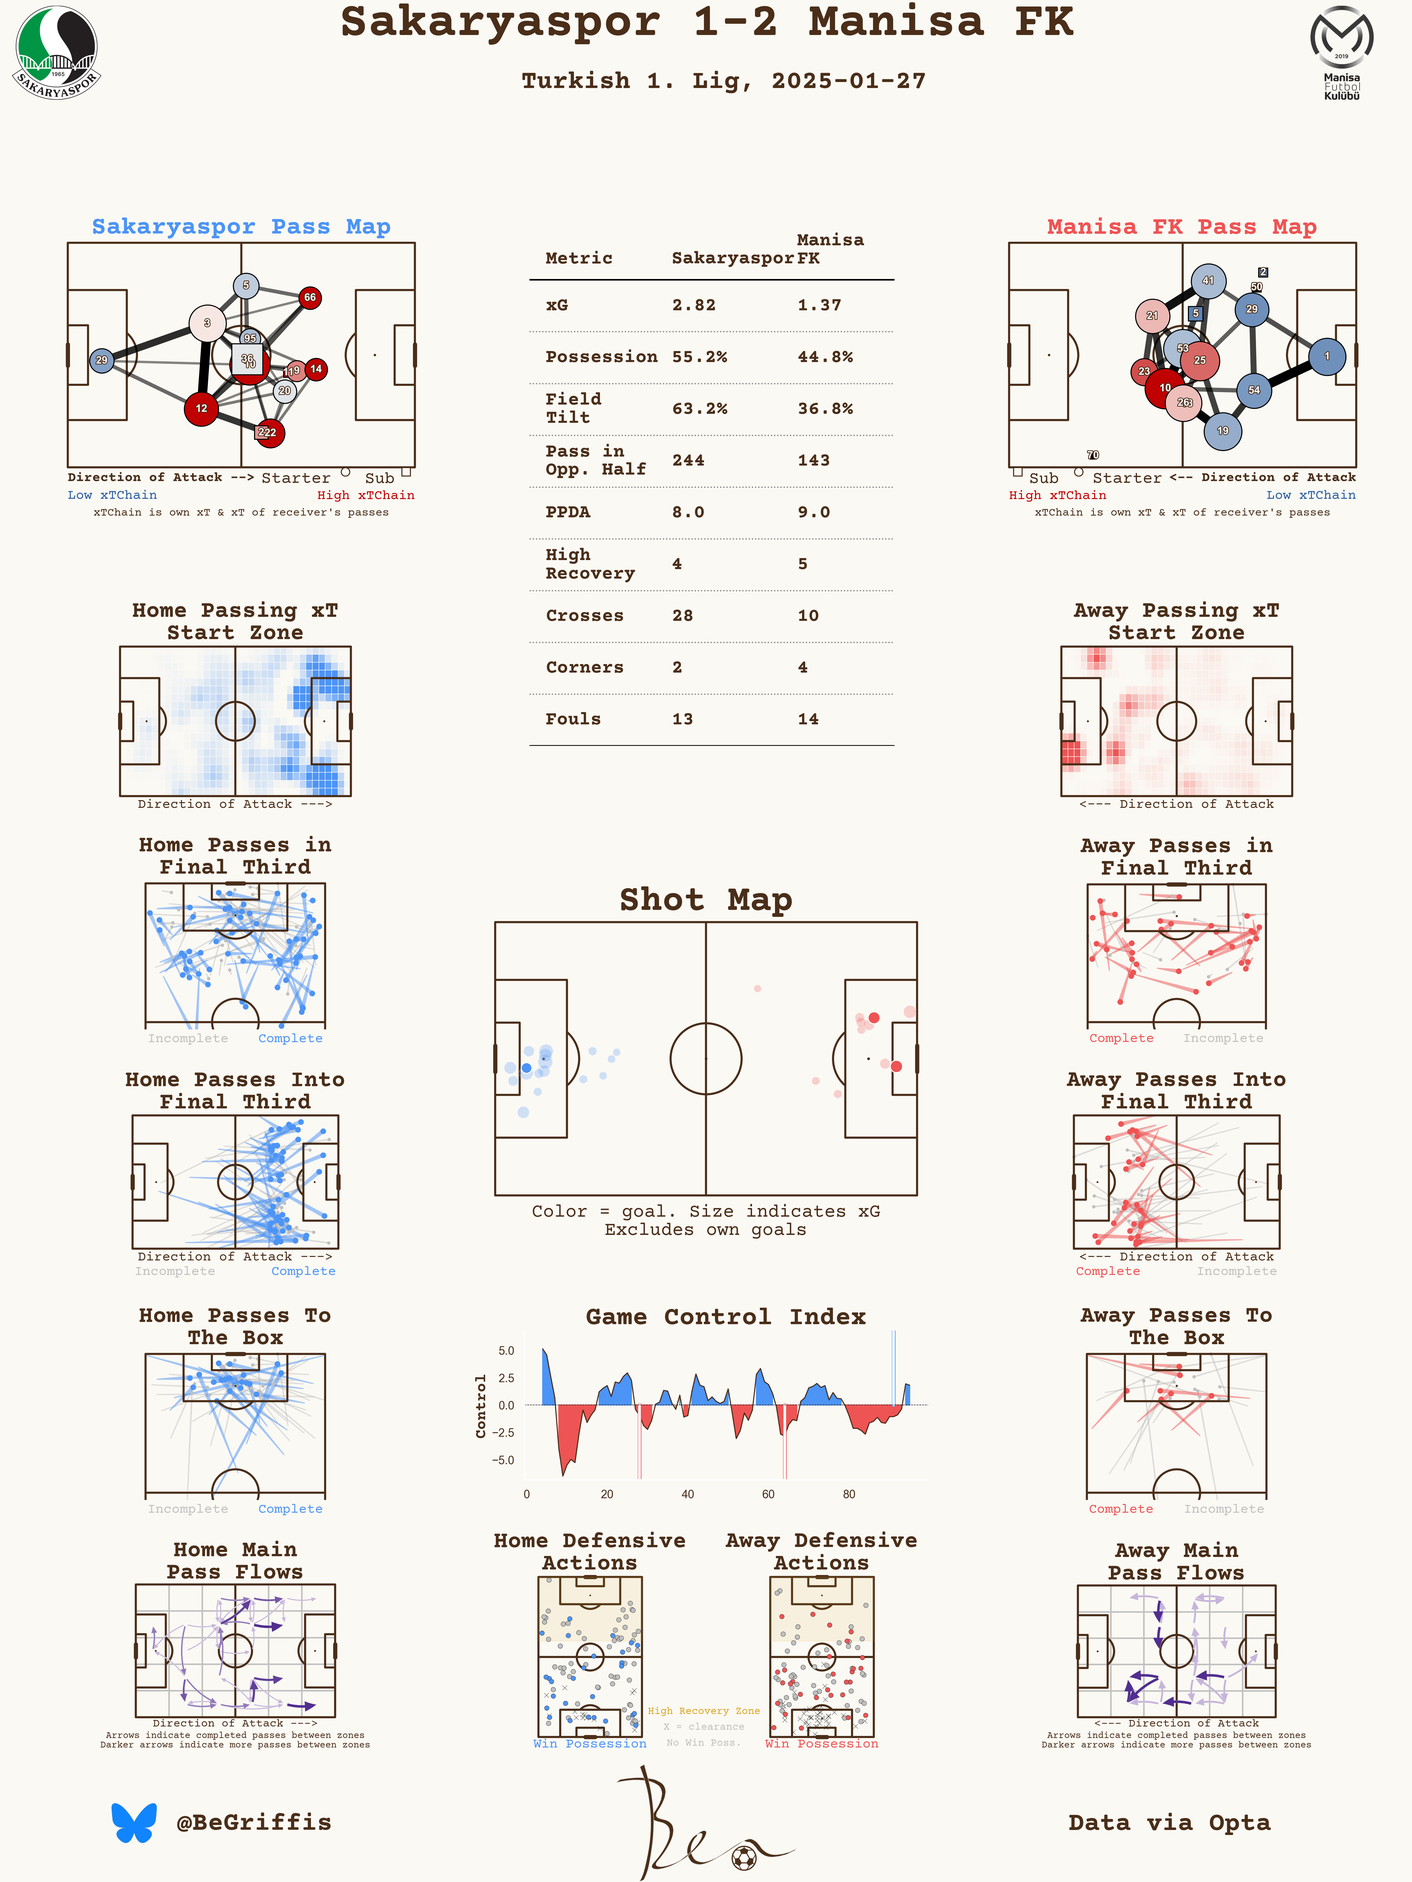 Sakaryaspor 1-2 Manisa FK
Turkish 1. Lig, 2025-01-27
1965
SAKARYASPOR
2019
Manisa
Futbol
Kulübü
Sakaryaspor Pass Map
5
66
3
95
29
36
10
19
14
20
12
22
Direction of Attack --> Starter Sub
Low xTChain High xTChain
xTChain is own xT & xT of receiver's passes
Metric Sakaryaspor Manisa FK
xG 2.82 1.37
Possession 55.2% 44.8%
Field Tilt 63.2% 36.8%
Pass in Opp. Half 244 143
PPDA 8.0 9.0
High Recovery 4 5
Crosses 28 10
Corners 2 4
Fouls 13 14
Manisa FK Pass Map
2
41
50
29
5
21
53
25
1
23
10
54
263
19
70
Sub Starter <-- Direction of Attack
High xTChain Low xTChain
xTChain is own xT & xT of receiver's passes
Home Passing xT
Start Zone
Direction of Attack --->
Away Passing xT
Start Zone
<--- Direction of Attack
Home Passes in
Final Third
Incomplete Complete
Away Passes in
Final Third
Complete Incomplete
Shot Map
Color = goal. Size indicates xG
Excludes own goals
Home Passes Into
Final Third
Direction of Attack --->
Incomplete Complete
Away Passes Into
Final Third
<--- Direction of Attack
Complete Incomplete
Home Passes To
The Box
Incomplete Complete
Game Control Index
Control
5.0
2.5
0.0
−2.5
−5.0
0 20 40 60 80
Away Passes To
The Box
Complete Incomplete
Home Main
Pass Flows
Direction of Attack --->
Arrows indicate completed passes between zones
Darker arrows indicate more passes between zones
Home Defensive
Actions
Win Possession
Away Defensive
Actions
Win Possession
High Recovery Zone
X = clearance
No Win Poss.
Away Main
Pass Flows
<--- Direction of Attack
Arrows indicate completed passes between zones
Darker arrows indicate more passes between zones
@BeGriffis
Ben
Data via Opta